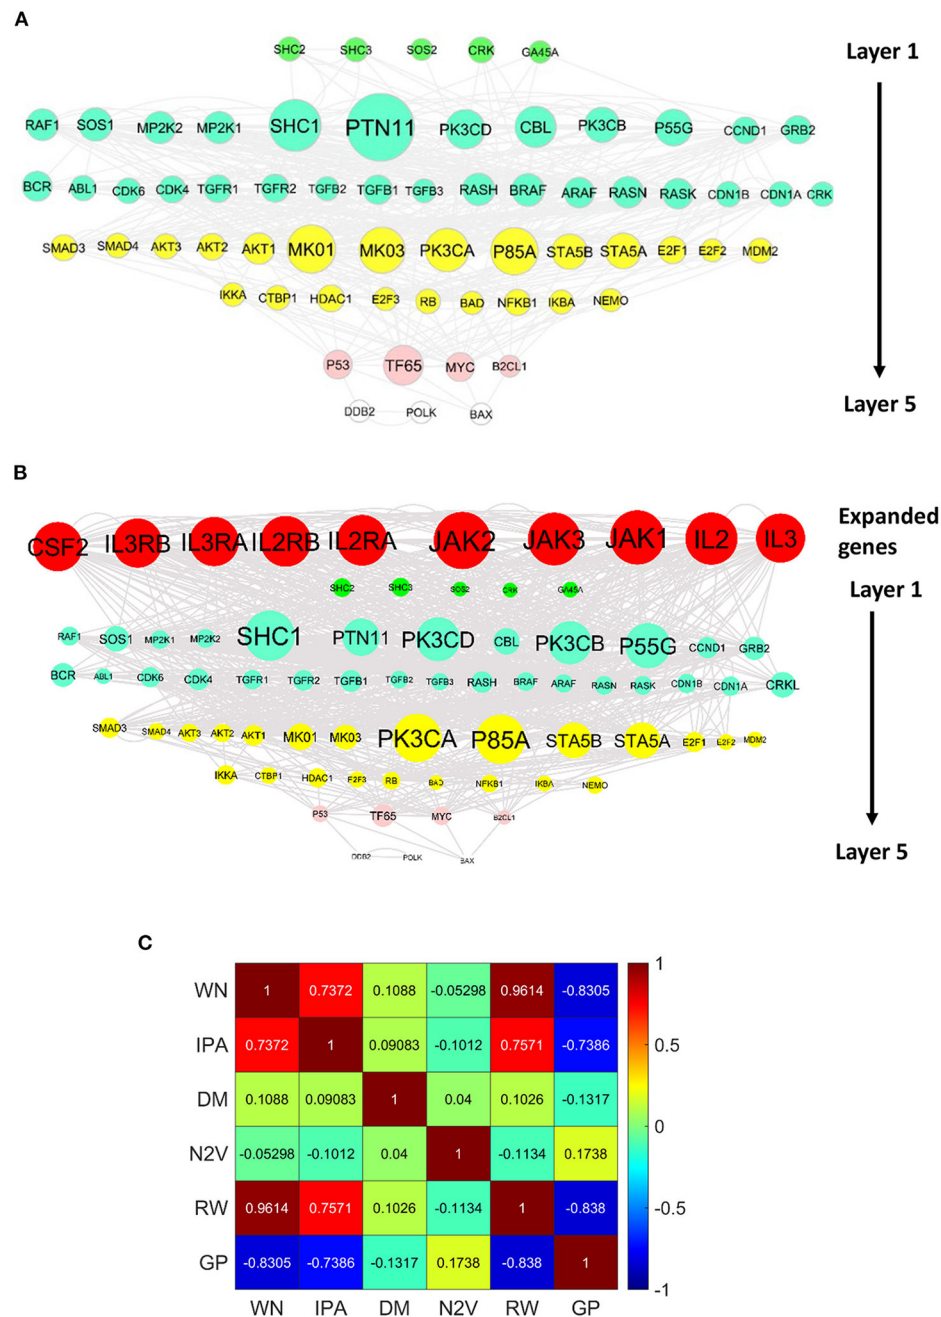 A
Layer 1
SHC2 SHC3 SOS2 CRK GA45A
RAF1 SOS1 MP2K2 MP2K1 SHC1 PTN11 PK3CD CBL PK3CB P55G CCND1 GRB2
BCR ABL1 CDK6 CDK4 TGFR1 TGFR2 TGFB2 TGFB1 TGFB3 RASH BRAF ARAF RASN RASK CDN1B CDN1A CRK
SMAD3 SMAD4 AKT3 AKT2 AKT1 MK01 MK03 PK3CA P85A STA5B STA5A E2F1 E2F2 MDM2
IKKA CTBP1 HDAC1 E2F3 RB BAD NFKB1 IKBA NEMO
P53 TF65 MYC B2CL1
Layer 5
DDB2 POLK BAX
B
Expanded
genes
CSF2 IL3RB IL3RA IL2RB IL2RA JAK2 JAK3 JAK1 IL2 IL3
Layer 1
SHC2 SHC3 SOS2 CRK GA45A
RAF1 SOS1 MP2K1 MP2K2 SHC1 PTN11 PK3CD CBL PK3CB P55G CCND1 GRB2
BCR ABL1 CDK6 CDK4 TGFR1 TGFR2 TGFB1 TGFB2 TGFB3 RASH BRAF ARAF RASN RASK CDN1B CDN1A CRKL
SMAD3 SMAD4 AKT3 AKT2 AKT1 MK01 MK03 PK3CA P85A STA5B STA5A E2F1 E2F2 MDM2
IKKA CTBP1 HDAC1 E2F3 RB BAD NFKB1 IKBA NEMO
P53 TF65 MYC B2CL1
Layer 5
DDB2 POLK BAX
C
WN 1 0.7372 0.1088 -0.05298 0.9614 -0.8305 1
IPA 0.7372 1 0.09083 -0.1012 0.7571 -0.7386 0.5
DM 0.1088 0.09083 1 0.04 0.1026 -0.1317 0
N2V -0.05298 -0.1012 0.04 1 -0.1134 0.1738
RW 0.9614 0.7571 0.1026 -0.1134 1 -0.838 -0.5
GP -0.8305 -0.7386 -0.1317 0.1738 -0.838 1 -1
WN IPA DM N2V RW GP